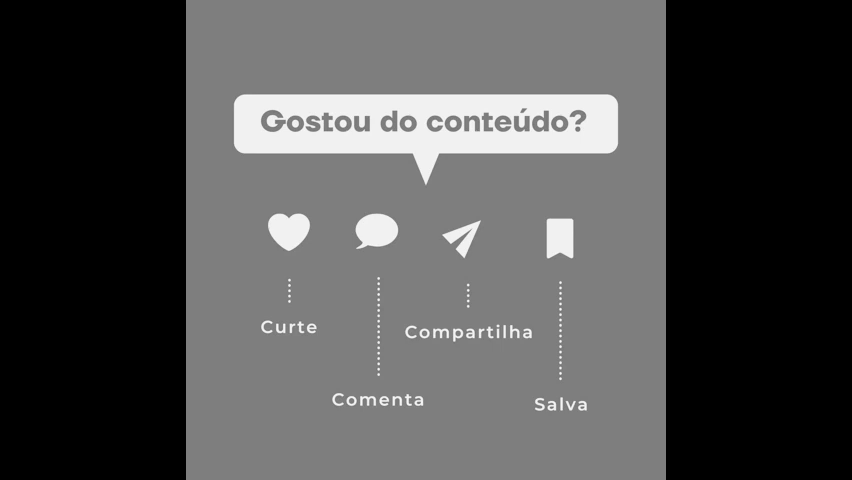 Gostou do conteúdo?
Curte
Compartilha
Comenta
Salva